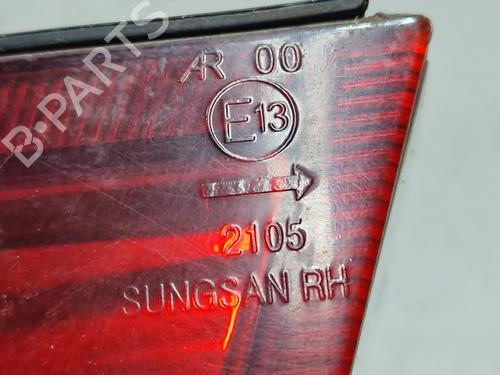 AR 00
E13
→
2105
SUNGSAN RH
B-PARTS